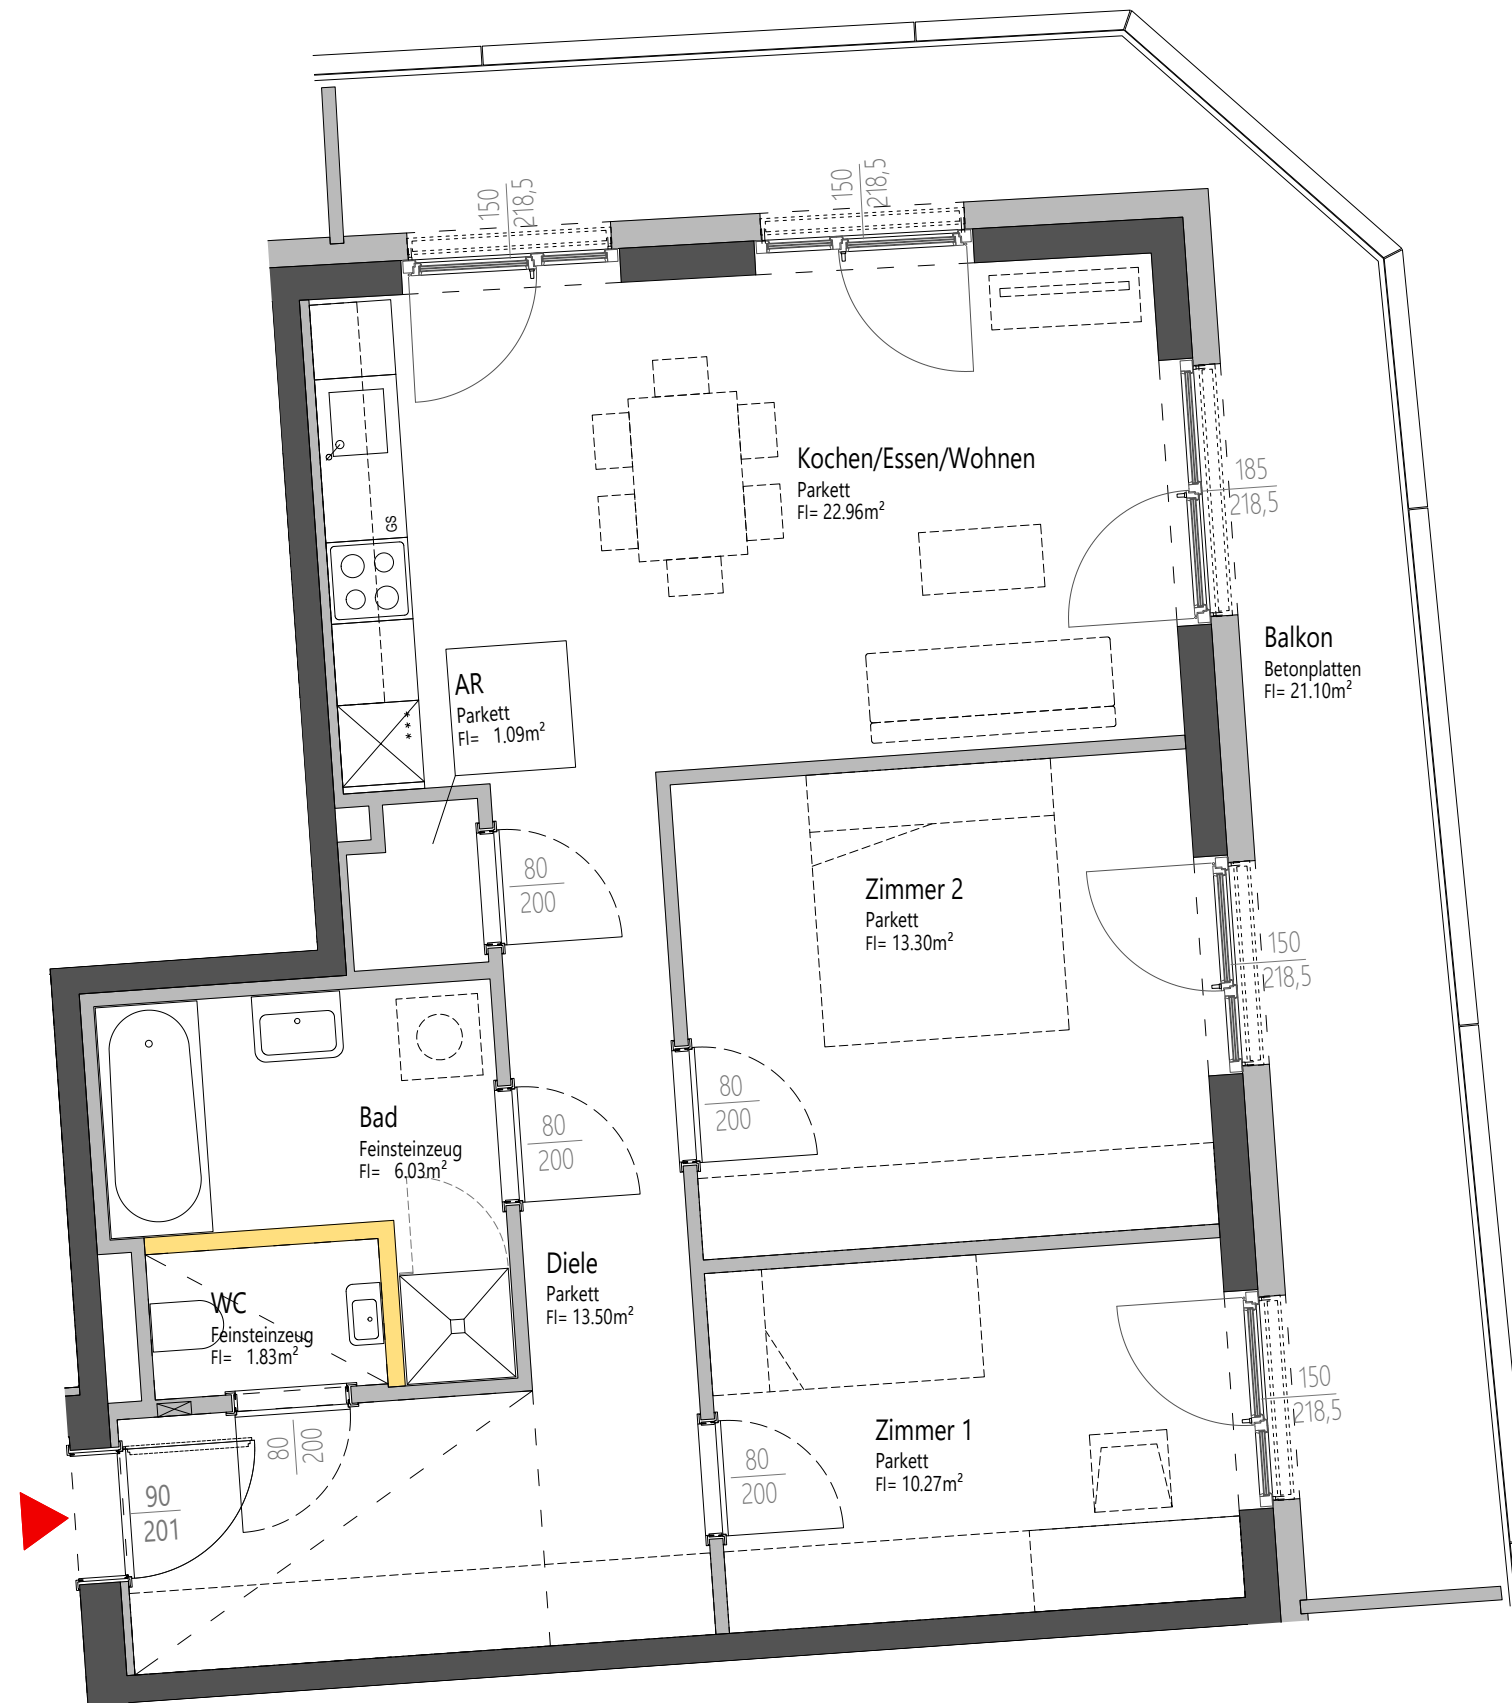 150
218,5
150
218,5
Kochen/Essen/Wohnen
Parkett
Fl= 22.96m²
185
218,5
GS
Balkon
Betonplatten
Fl= 21.10m²
AR
Parkett
Fl= 1.09m²
***
80
200
Zimmer 2
Parkett
Fl= 13.30m²
150
218,5
80
200
Bad
Feinsteinzeug
Fl= 6.03m²
80
200
Diele
Parkett
Fl= 13.50m²
WC
Feinsteinzeug
Fl= 1.83m²
150
218,5
Zimmer 1
Parkett
Fl= 10.27m²
80
200
80
200
90
201